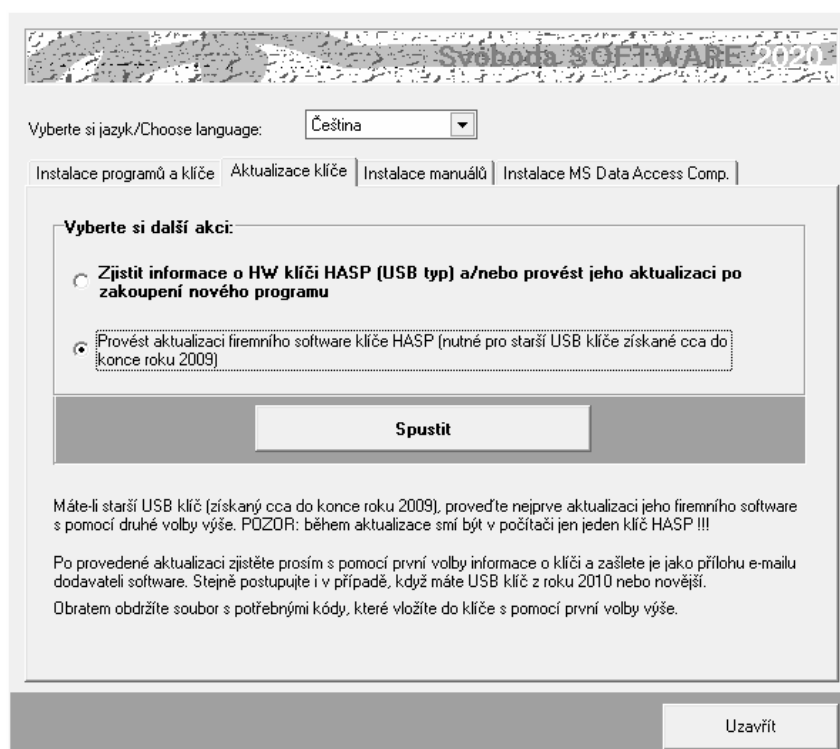 Svoboda SOFTWARE 2020
Vyberte si jazyk/Choose language:
Čeština
Instalace programů a klíče
Aktualizace klíče
Instalace manuálů
Instalace MS Data Access Comp.
Vyberte si další akci:
Zjistit informace o HW klíči HASP (USB typ) a/nebo provést jeho aktualizaci po
zakoupení nového programu
Provést aktualizaci firemního software klíče HASP (nutné pro starší USB klíče získané cca do
konce roku 2009)
Spustit
Máte-li starší USB klíč (získaný cca do konce roku 2009), proveďte nejprve aktualizaci jeho firemního software
s pomocí druhé volby výše. POZOR: během aktualizace smí být v počítači jen jeden klíč HASP !!!
Po provedené aktualizaci zjistěte prosím s pomocí první volby informace o klíči a zašlete je jako přílohu e-mailu
dodavateli software. Stejně postupujte i v případě, když máte USB klíč z roku 2010 nebo novější.
Obratem obdržíte soubor s potřebnými kódy, které vložíte do klíče s pomocí první volby výše.
Uzavřít